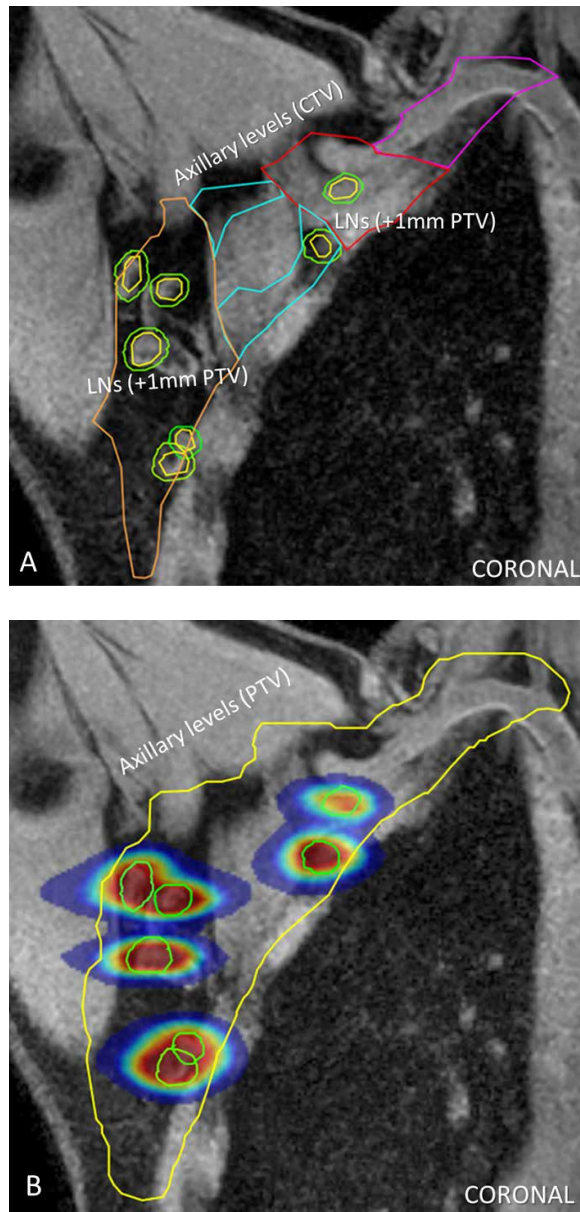 Axillary levels (CTV)
LNs (+1mm PTV)
LNs (+1mm PTV)
A
CORONAL
Axillary levels (PTV)
B
CORONAL